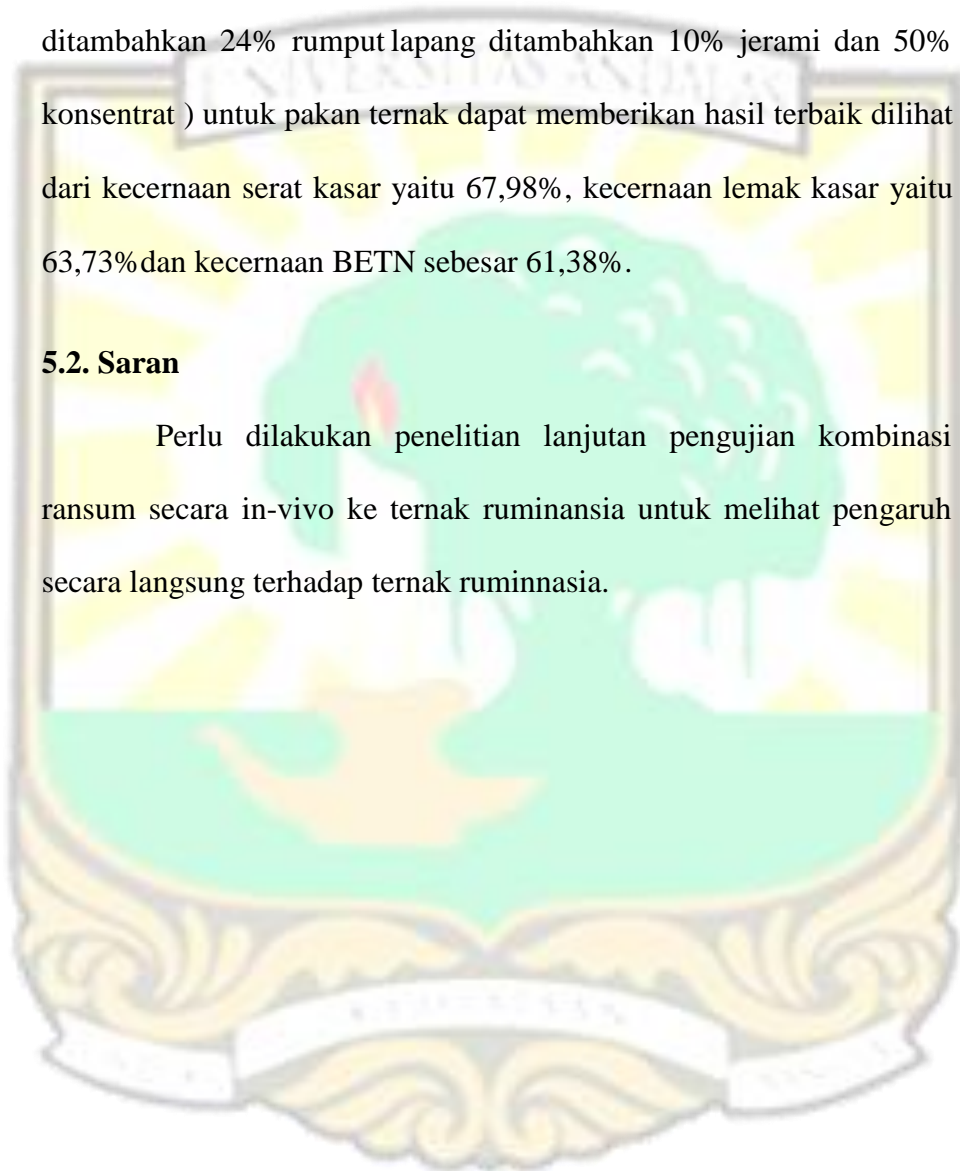 ditambahkan 24% rumput lapang ditambahkan 10% jerami dan 50%
konsentrat ) untuk pakan ternak dapat memberikan hasil terbaik dilihat
dari kecernaan serat kasar yaitu 67,98%, kecernaan lemak kasar yaitu
63,73% dan kecernaan BETN sebesar 61,38%.
5.2. Saran
Perlu dilakukan penelitian lanjutan pengujian kombinasi
ransum secara in-vivo ke ternak ruminansia untuk melihat pengaruh
secara langsung terhadap ternak ruminnasia.